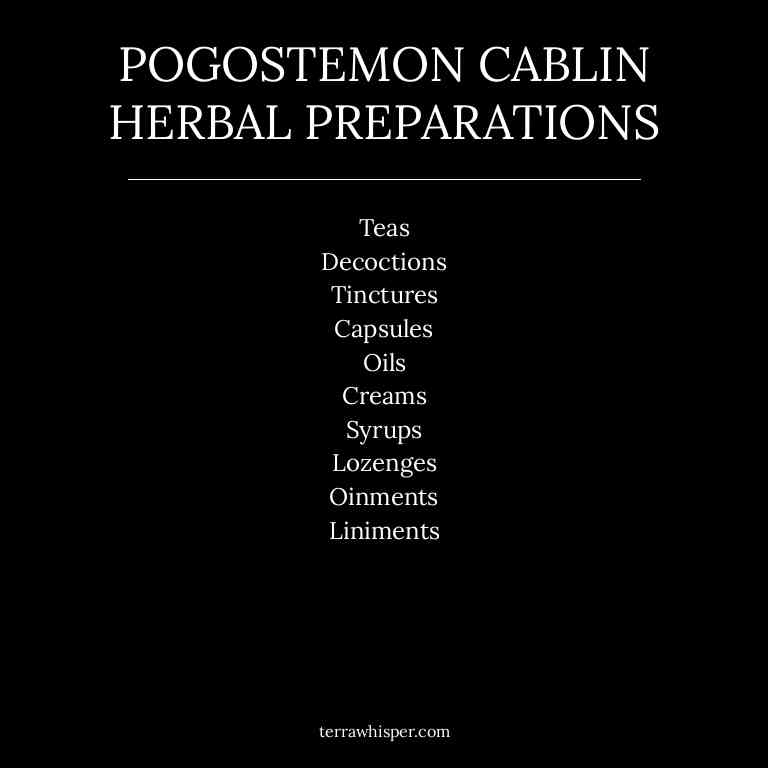 POGOSTEMON CABLIN
HERBAL PREPARATIONS
Teas
Decoctions
Tinctures
Capsules
Oils
Creams
Syrups
Lozenges
Oinments
Liniments
terrawhisper.com